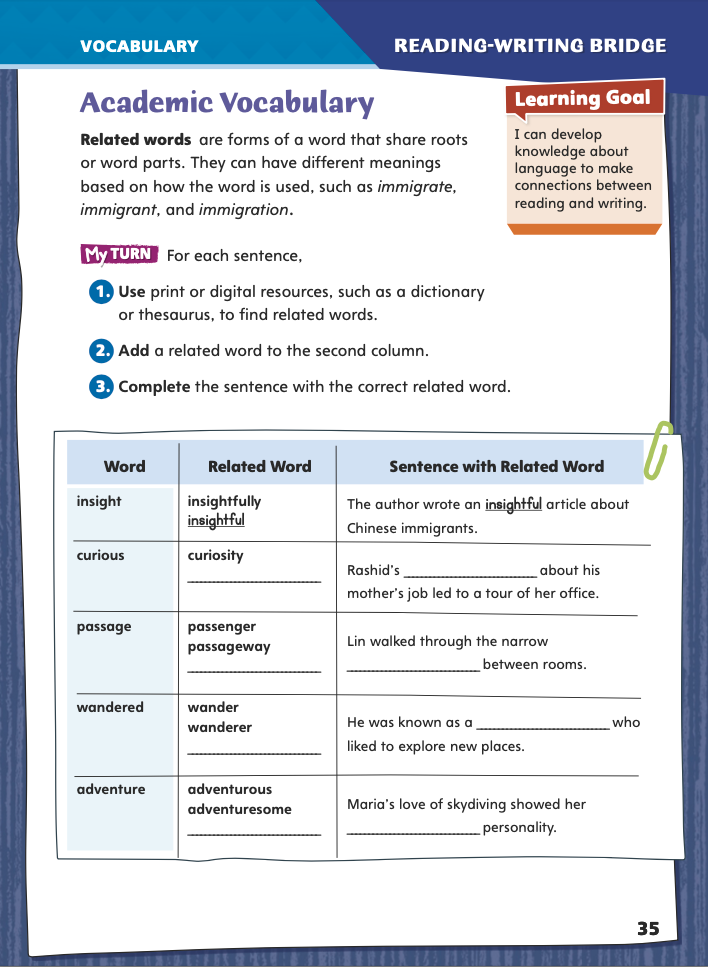 VOCABULARY
READING-WRITING BRIDGE
Academic Vocabulary
Related words are forms of a word that share roots
or word parts. They can have different meanings
based on how the word is used, such as immigrate,
immigrant, and immigration.
Learning Goal
I can develop
knowledge about
language to make
connections between
reading and writing.
My TURN For each sentence,
1. Use print or digital resources, such as a dictionary
or thesaurus, to find related words.
2. Add a related word to the second column.
3. Complete the sentence with the correct related word.
Word Related Word Sentence with Related Word
insight
insightfully
insightful
The author wrote an insightful article about
Chinese immigrants.
curious
curiosity
Rashid's ____ about his
mother's job led to a tour of her office.
passage
passenger
passageway
Lin walked through the narrow
____ between rooms.
wandered
wander
wanderer
He was known as a ____ who
liked to explore new places.
adventure
adventurous
adventuresome
Maria's love of skydiving showed her
____ personality.
35